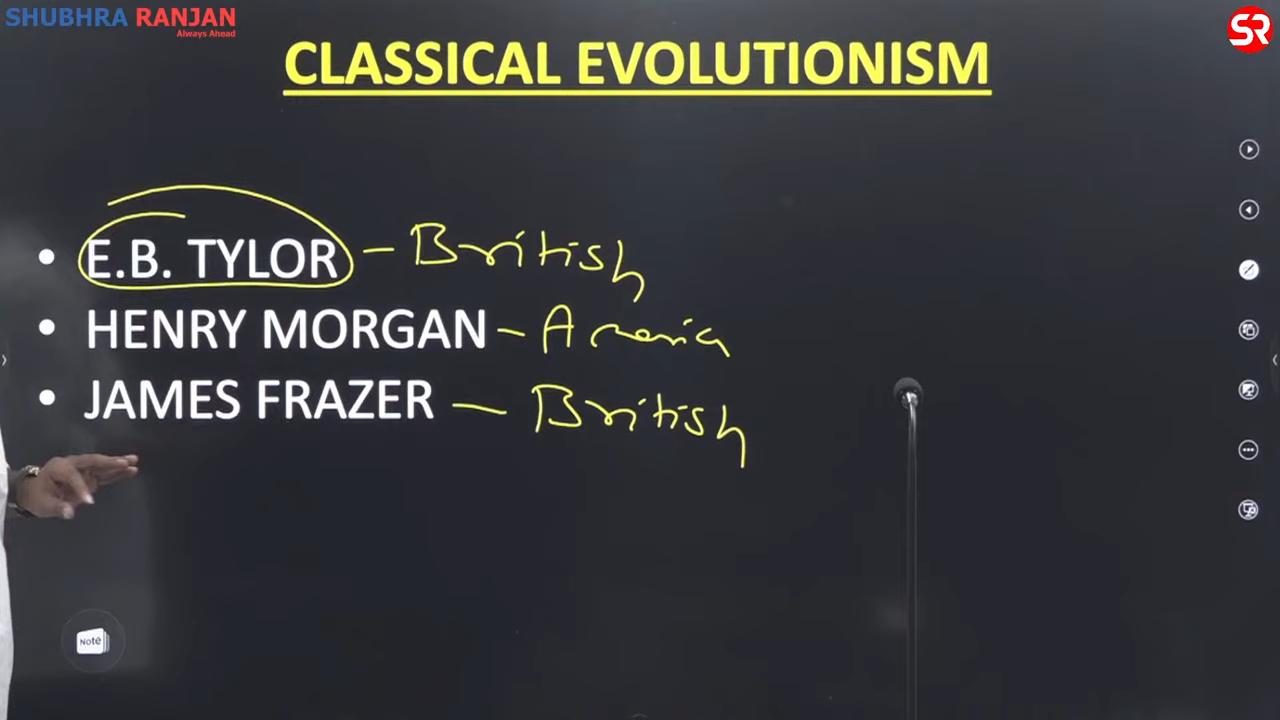 SHUBHRA RANJAN
Always Ahead
SR
CLASSICAL EVOLUTIONISM
• E.B. TYLOR – British
• HENRY MORGAN – America
• JAMES FRAZER – British
Note